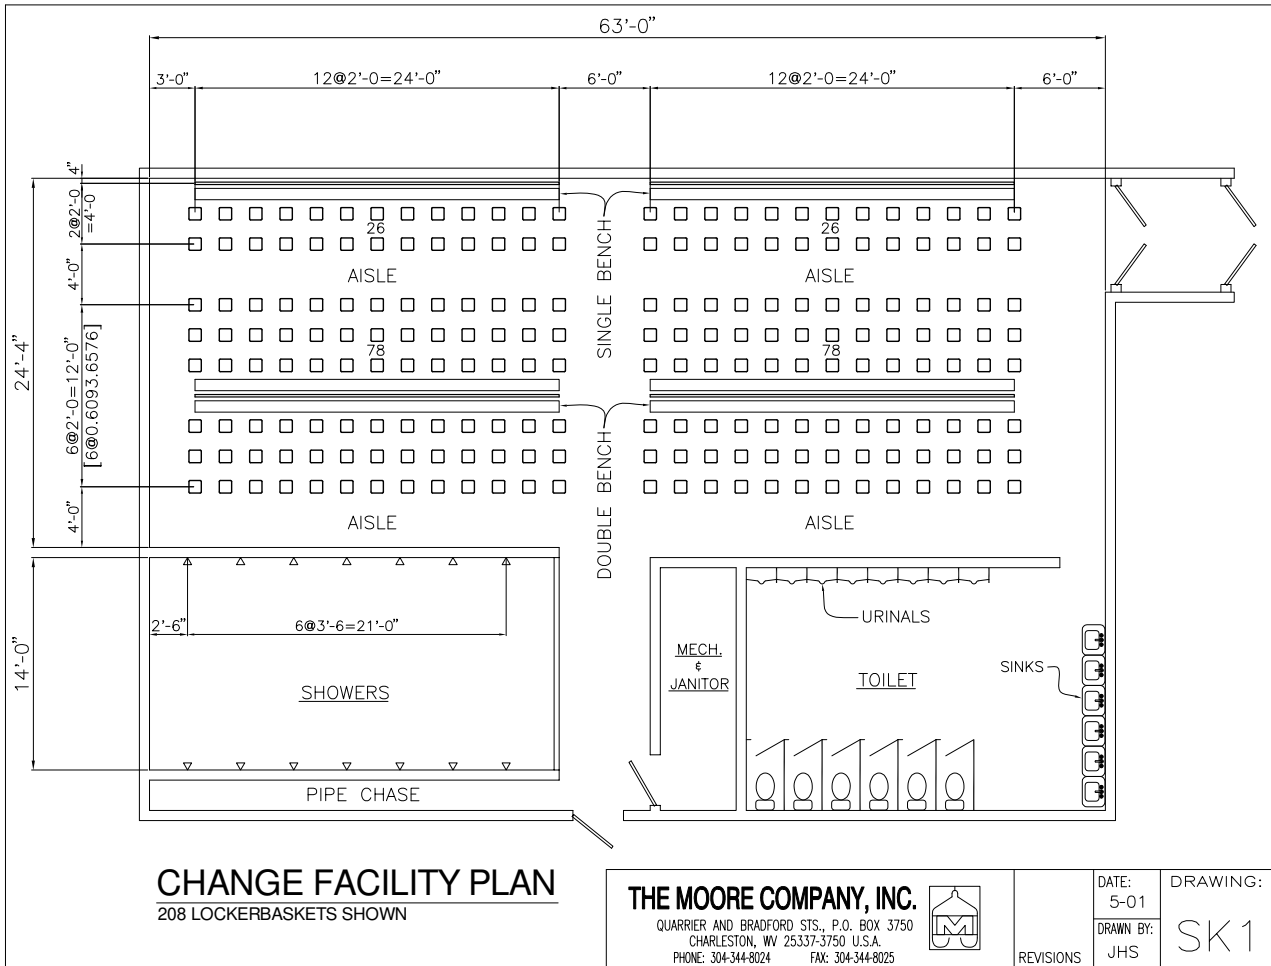 63'-0"
3'-0"
12@2'-0=24'-0"
6'-0"
12@2'-0=24'-0"
6'-0"
4"
2@2'-0
=4'-0
4'-0"
24'-4"
6@2'-0=12'-0"
[6@0.6093.6576]
4'-0"
26
26
AISLE
AISLE
SINGLE BENCH
78
78
DOUBLE BENCH
AISLE
AISLE
14'-0"
2'-6"
6@3'-6=21'-0"
SHOWERS
PIPE CHASE
MECH.
&
JANITOR
URINALS
TOILET
SINKS
CHANGE FACILITY PLAN
208 LOCKERBASKETS SHOWN
THE MOORE COMPANY, INC.
QUARRIER AND BRADFORD STS., P.O. BOX 3750
CHARLESTON, WV 25337-3750 U.S.A.
PHONE: 304-344-8024 FAX: 304-344-8025
M
REVISIONS
DATE:
5-01
DRAWN BY:
JHS
DRAWING:
SK1